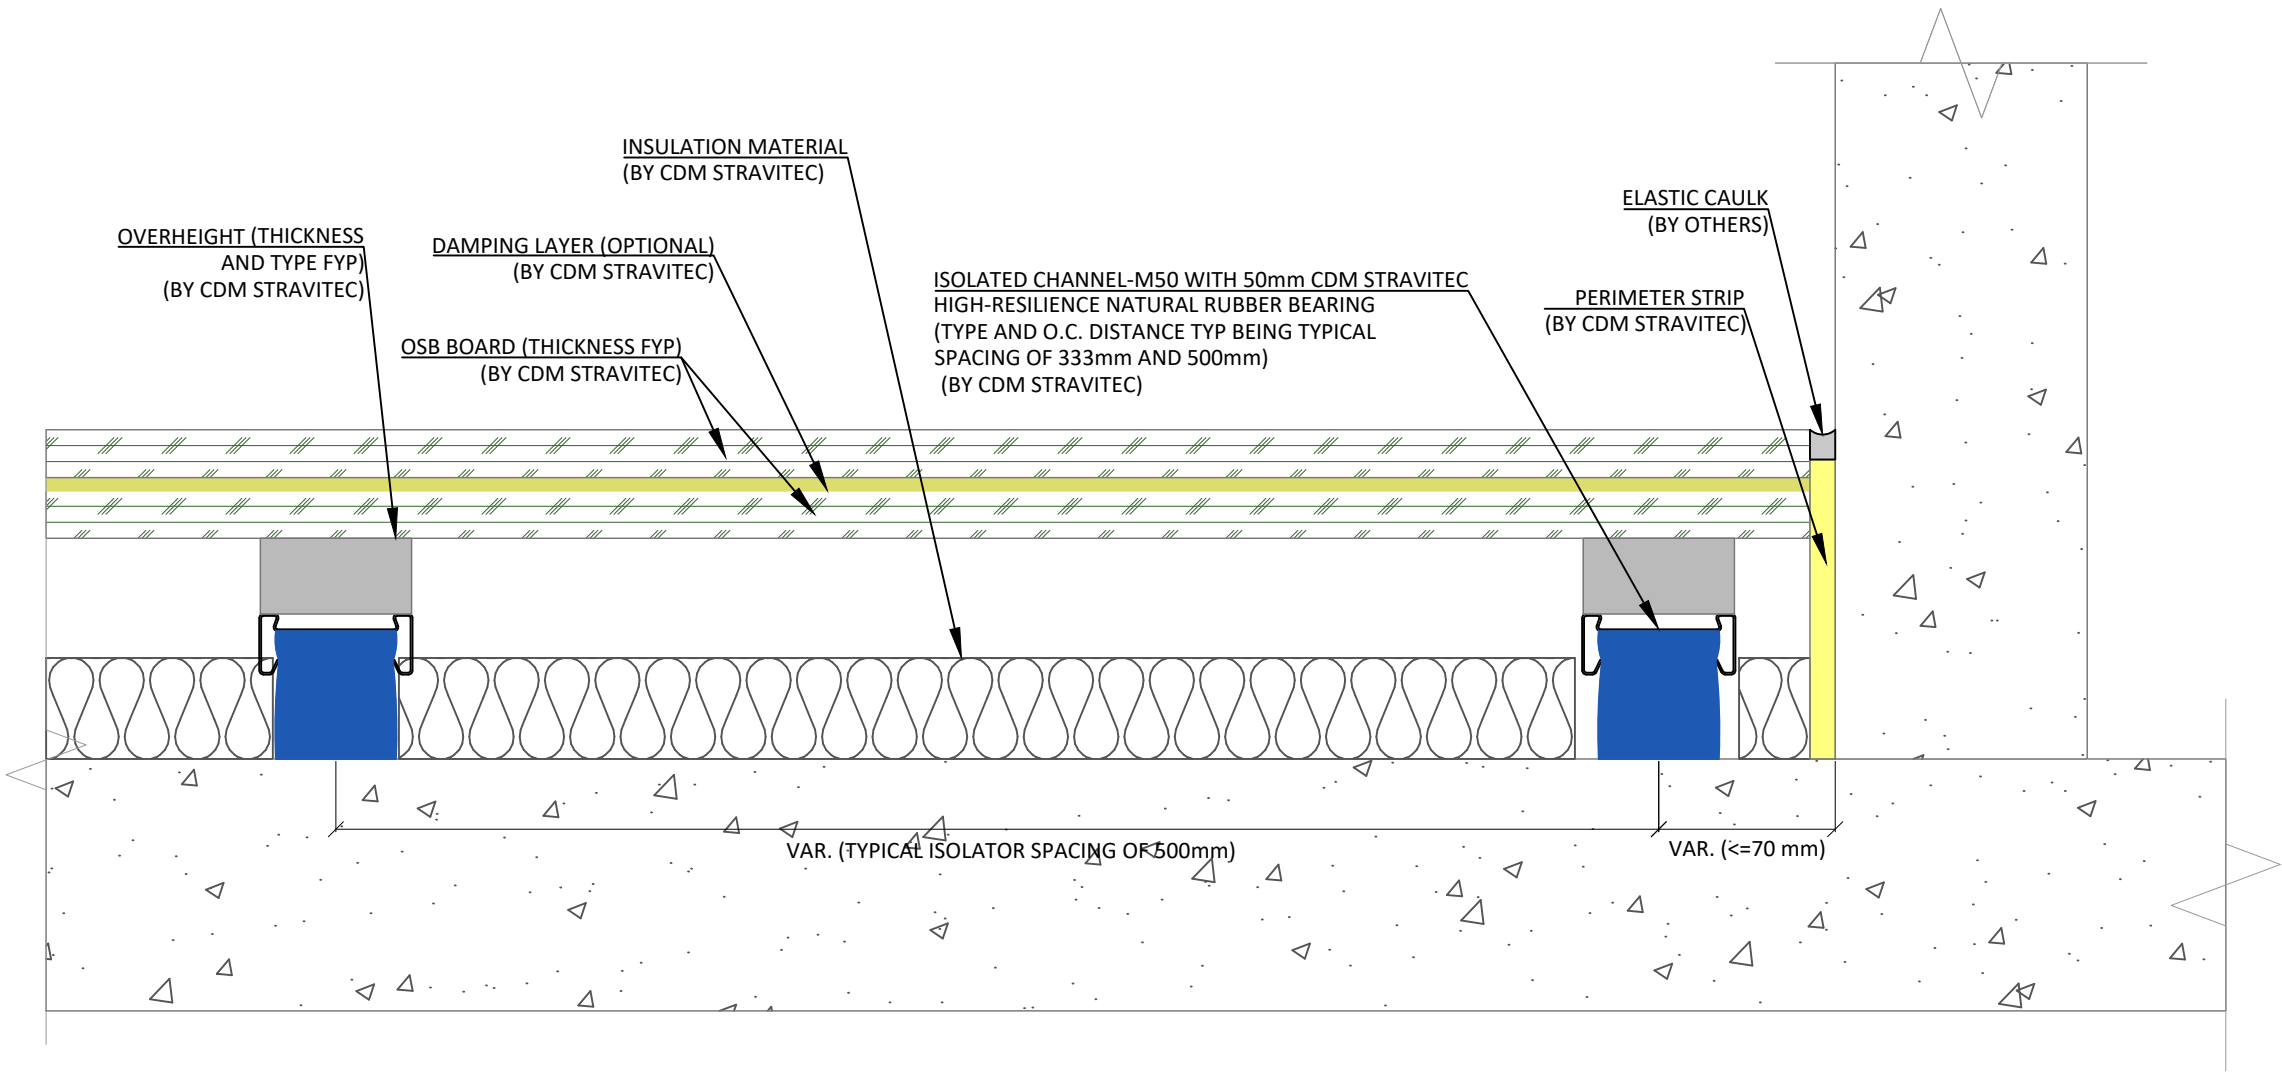 INSULATION MATERIAL
(BY CDM STRAVITEC)
ELASTIC CAULK
(BY OTHERS)
OVERHEIGHT (THICKNESS
AND TYPE FYP)
(BY CDM STRAVITEC)
DAMPING LAYER (OPTIONAL)
(BY CDM STRAVITEC)
ISOLATED CHANNEL-M50 WITH 50mm CDM STRAVITEC
HIGH-RESILIENCE NATURAL RUBBER BEARING
(TYPE AND O.C. DISTANCE TYP BEING TYPICAL
SPACING OF 333mm AND 500mm)
(BY CDM STRAVITEC)
PERIMETER STRIP
(BY CDM STRAVITEC)
OSB BOARD (THICKNESS FYP)
(BY CDM STRAVITEC)
VAR. (TYPICAL ISOLATOR SPACING OF 500mm)
VAR. (<=70 mm)